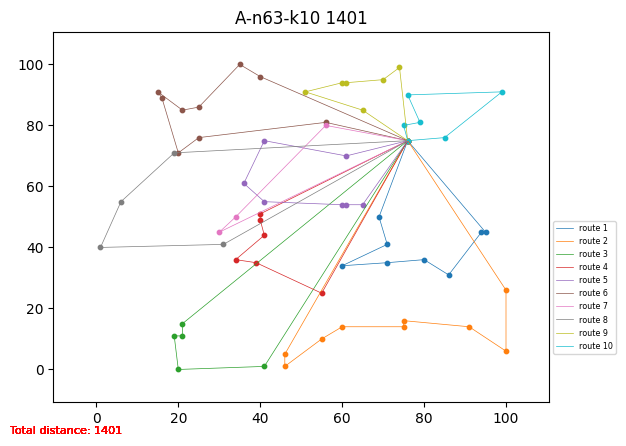 A-n63-k10 1401
100
80
60
40
20
0
0 20 40 60 80 100
route 1
route 2
route 3
route 4
route 5
route 6
route 7
route 8
route 9
route 10
Total distance: 1401